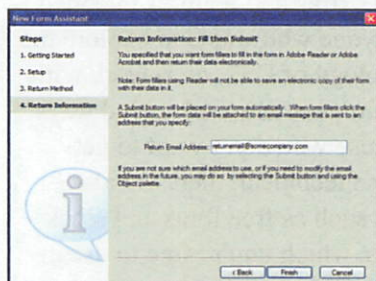 New Form Assistant
Steps
1. Getting Started
2. Setup
3. Return Method
4. Return Information
Return Information: Fill then Submit
You specified that you want form fillers to fill in the form in Adobe Reader or Adobe
Acrobat and then return their data electronically.
Note: Form fillers using Reader will not be able to save an electronic copy of their form
with their data in it.
A Submit button will be placed on your form automatically. When form fillers click the
Submit button, the form data will be attached to an email message that is sent to an
address that you specify:
Return Email Address: returnemail@somecompany.com
If you are not sure which email address to use, or if you need to modify the email
address in the future, you may do so by selecting the Submit button and using the
Object palette.
< Back
Finish
Cancel